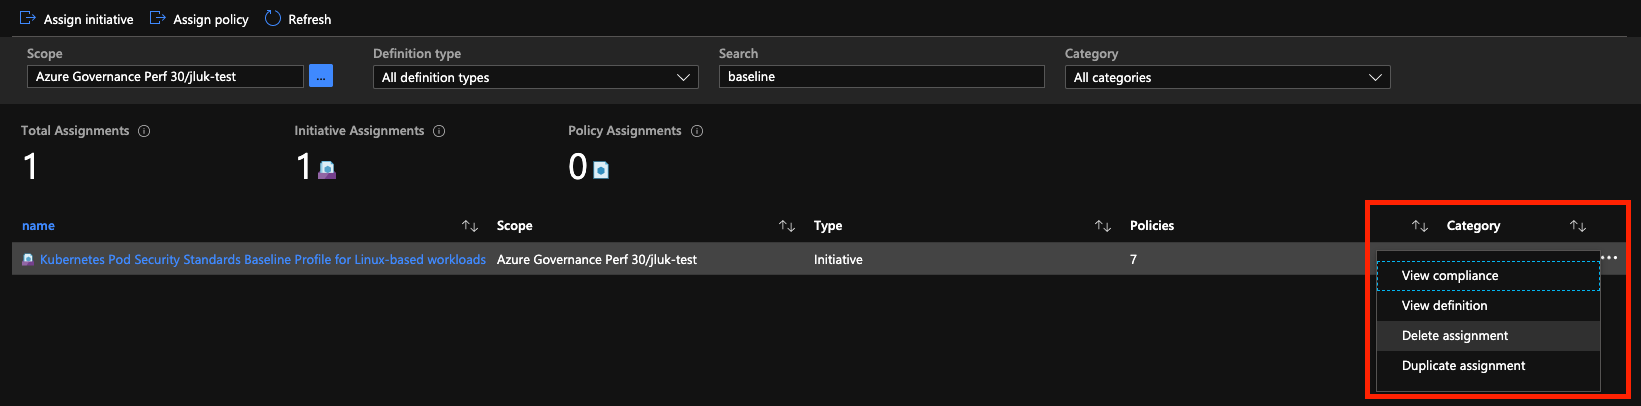 Assign initiative Assign policy Refresh
Scope Definition type Search Category
Azure Governance Perf 30/jluk-test ... All definition types baseline All categories
Total Assignments Initiative Assignments Policy Assignments
1 1 0
name Scope Type Policies Category
Kubernetes Pod Security Standards Baseline Profile for Linux-based workloads Azure Governance Perf 30/jluk-test Initiative 7 ...
View compliance
View definition
Delete assignment
Duplicate assignment